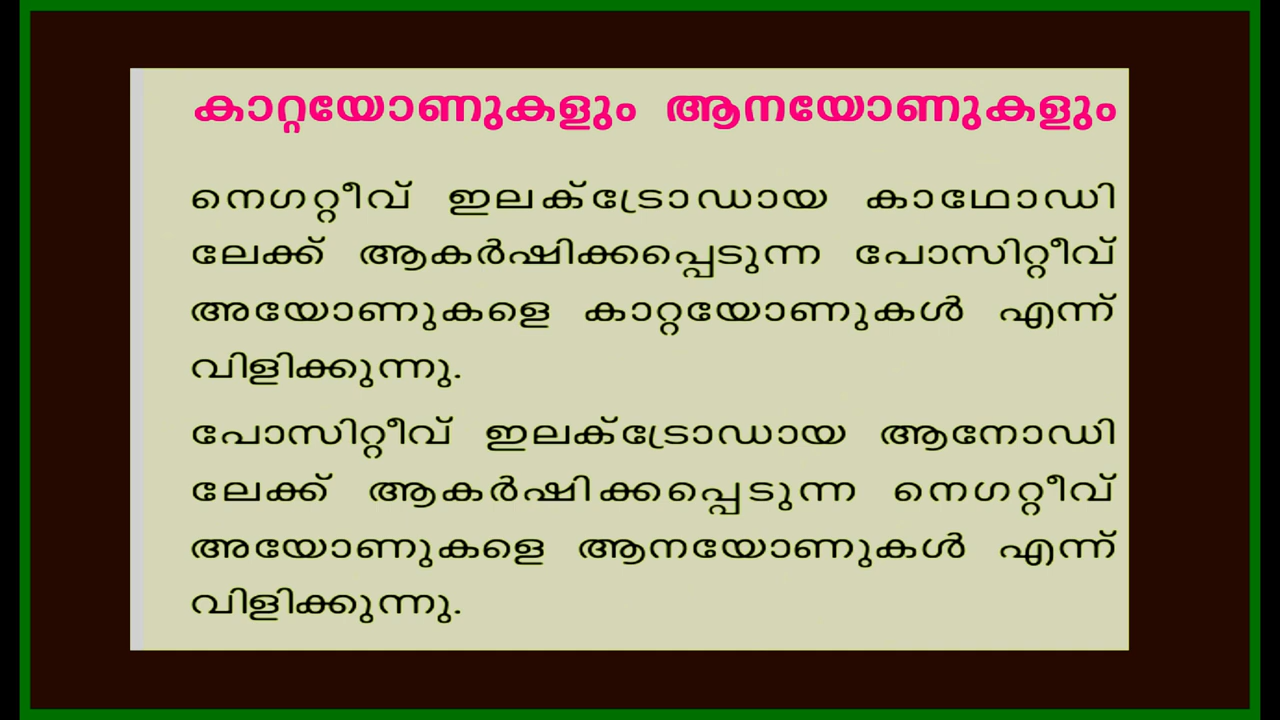 കാറ്റയോണുകളും ആനയോണുകളും
നെഗറ്റീവ് ഇലക്ട്രോഡായ കാഥോഡി
ലേക്ക് ആകർഷിക്കപ്പെടുന്ന പോസിറ്റീവ്
അയോണുകളെ കാറ്റയോണുകൾ എന്ന്
വിളിക്കുന്നു.
പോസിറ്റീവ് ഇലക്ട്രോഡായ ആനോഡി
ലേക്ക് ആകർഷിക്കപ്പെടുന്ന നെഗറ്റീവ്
അയോണുകളെ ആനയോണുകൾ എന്ന്
വിളിക്കുന്നു.